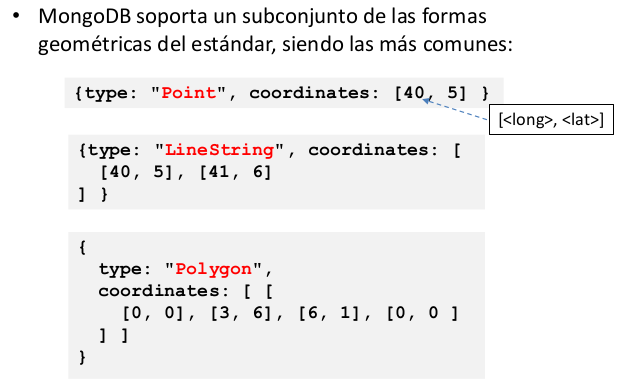 • MongoDB soporta un subconjunto de las formas
geométricas del estándar, siendo las más comunes:
{type: "Point", coordinates: [40, 5] }
[<long>, <lat>]
{type: "LineString", coordinates: [
[40, 5], [41, 6]
] }
{
type: "Polygon",
coordinates: [ [
[0, 0], [3, 6], [6, 1], [0, 0 ]
] ]
}